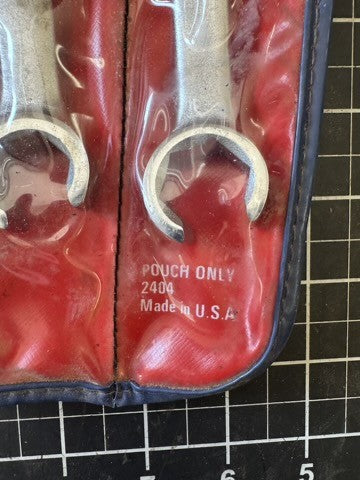 POUCH ONLY
2404
Made in U.S.A.
7 6 5